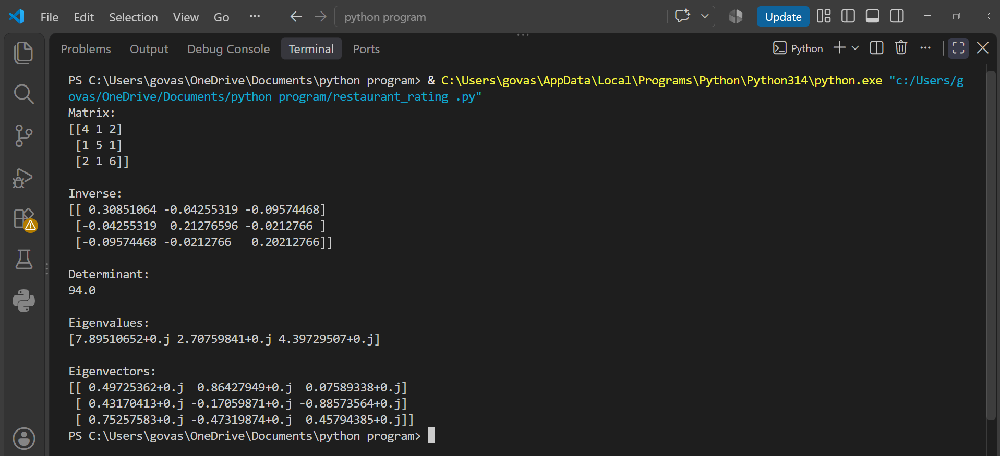 File Edit Selection View Go ···
python program
Update
Problems Output Debug Console Terminal Ports
Python
PS C:\Users\govas\OneDrive\Documents\python program> & C:\Users\govas\AppData\Local\Programs\Python\Python314\python.exe "c:/Users/g
ovas/OneDrive/Documents/python program/restaurant_rating .py"
Matrix:
[[4 1 2]
 [1 5 1]
 [2 1 6]]
Inverse:
[[ 0.30851064 -0.04255319 -0.09574468]
 [-0.04255319  0.21276596 -0.0212766 ]
 [-0.09574468 -0.0212766   0.20212766]]
Determinant:
94.0
Eigenvalues:
[7.89510652+0.j 2.70759841+0.j 4.39729507+0.j]
Eigenvectors:
[[ 0.49725362+0.j  0.86427949+0.j  0.07589338+0.j]
 [ 0.43170413+0.j -0.17059871+0.j -0.88573564+0.j]
 [ 0.75257583+0.j -0.47319874+0.j  0.45794385+0.j]]
PS C:\Users\govas\OneDrive\Documents\python program>